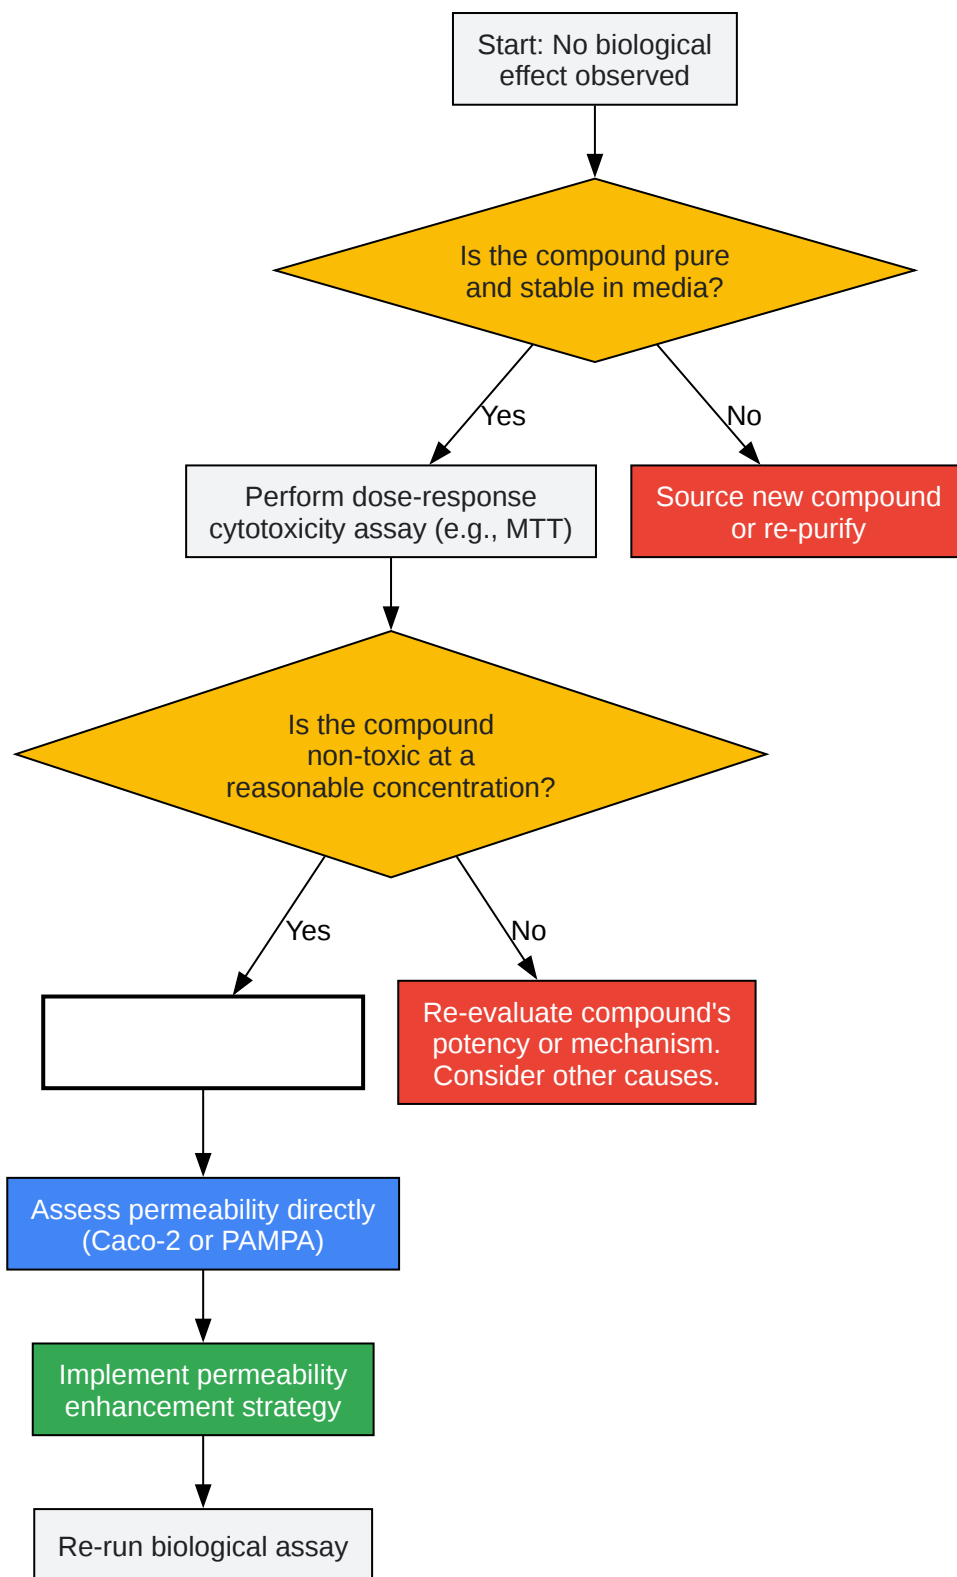 Start: No biological
effect observed
Is the compound pure
and stable in media?
Yes
No
Perform dose-response
cytotoxicity assay (e.g., MTT)
Source new compound
or re-purify
Is the compound
non-toxic at a
reasonable concentration?
Yes
No
Re-evaluate compound's
potency or mechanism.
Consider other causes.
Assess permeability directly
(Caco-2 or PAMPA)
Implement permeability
enhancement strategy
Re-run biological assay